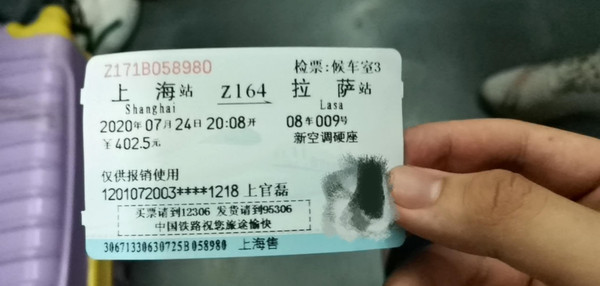 Z171B058980 检票:候车室3
上海站 Z164 拉萨站
Shanghai Lasa
2020年07月24日20:08开 08车009号
￥402.5元 新空调硬座
仅供报销使用
1201072003****1218上官磊
买票请到12306 发货请到95306
中国铁路祝您旅途愉快
30671330630725B058980 上海售